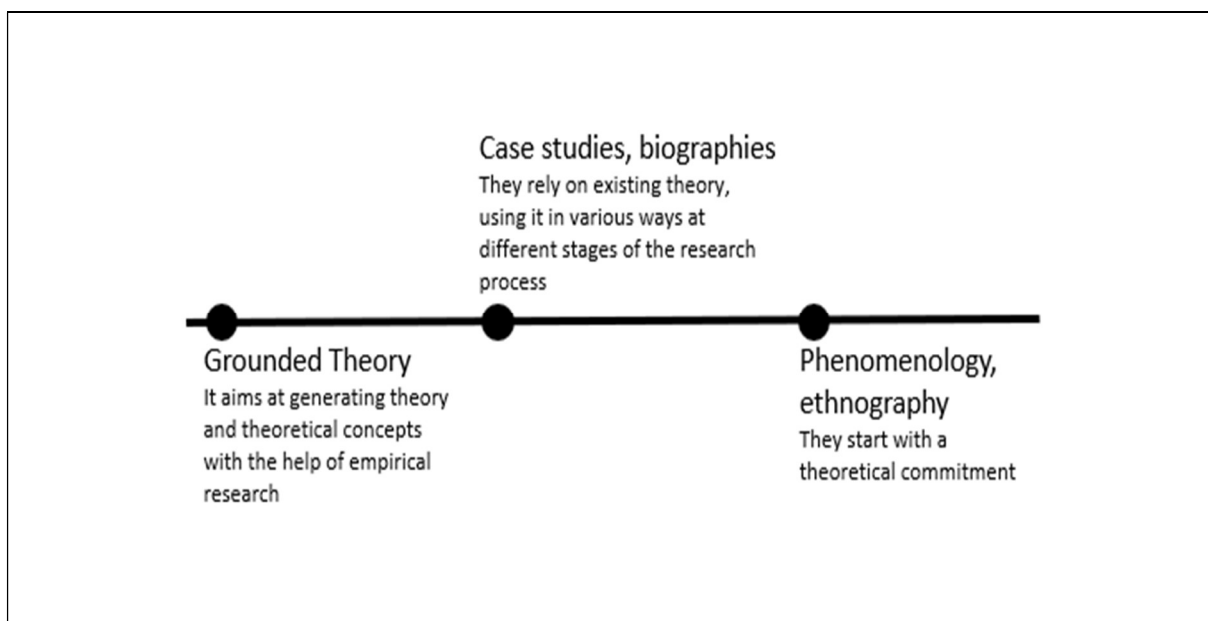 Case studies, biographies
They rely on existing theory,
using it in various ways at
different stages of the research
process
Grounded Theory
It aims at generating theory
and theoretical concepts
with the help of empirical
research
Phenomenology,
ethnography
They start with a
theoretical commitment